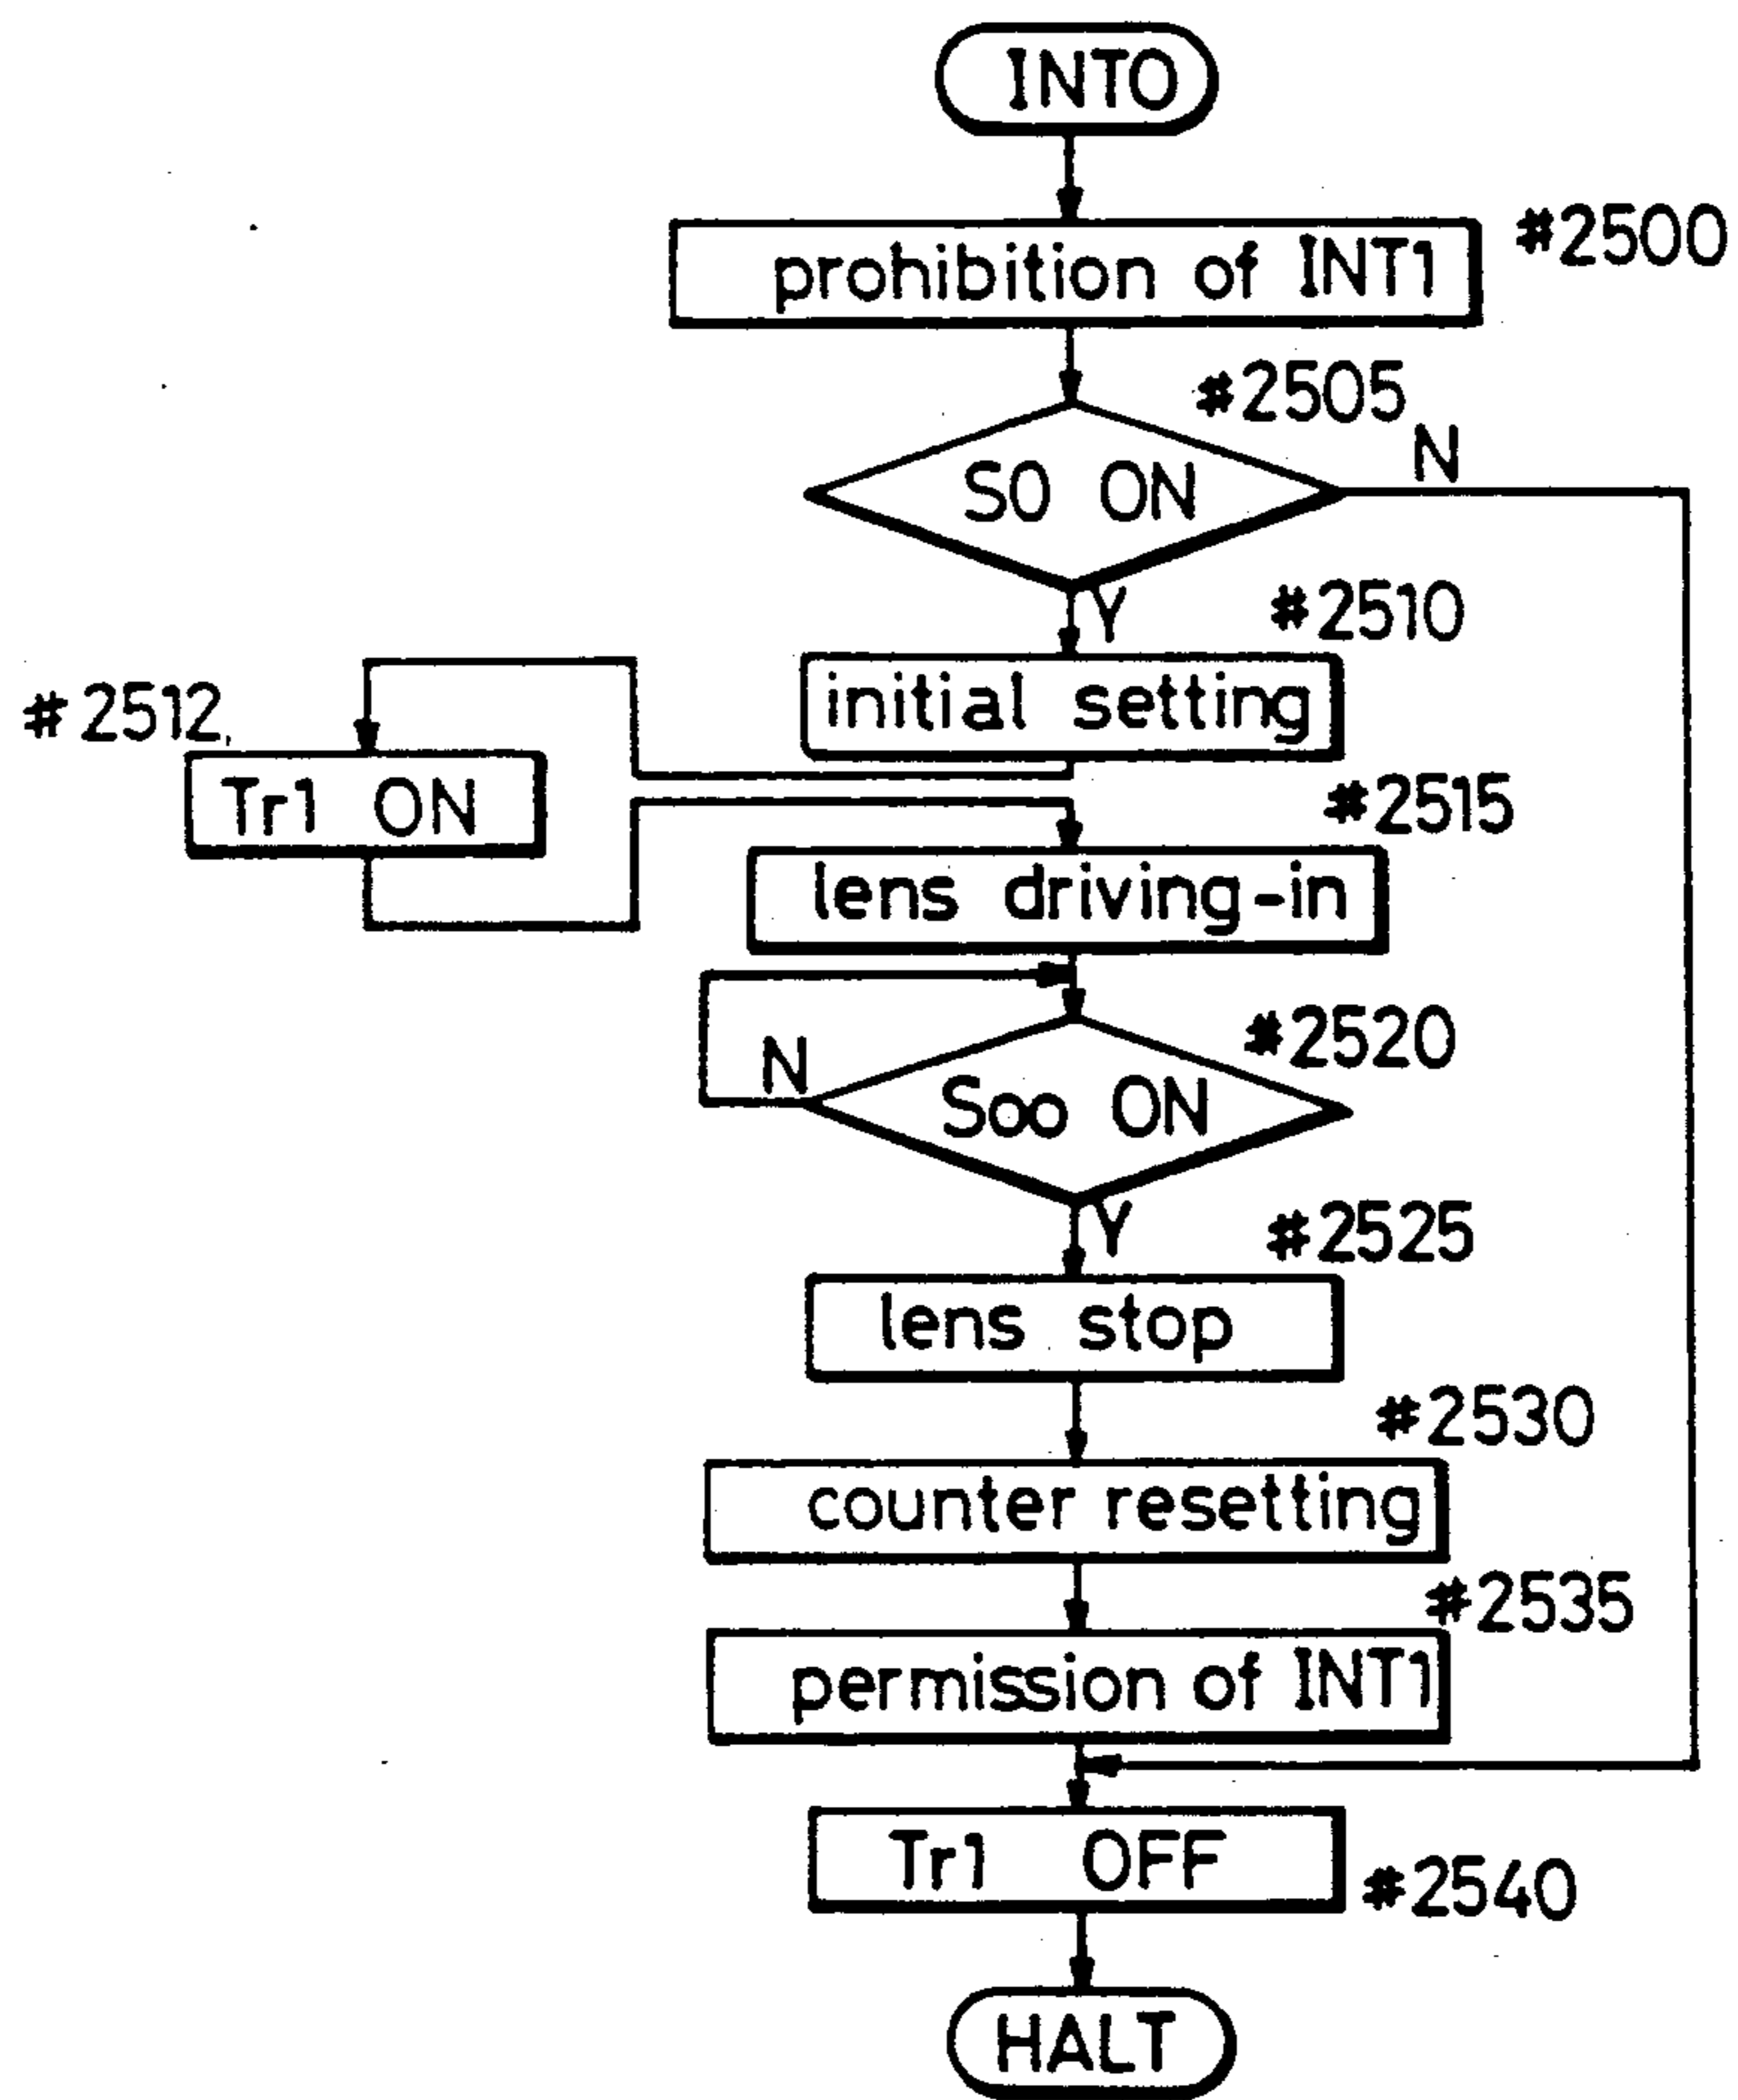 INTO
#2500
prohibition of INT1
#2505
N
S0 ON
Y
#2510
initial setting
#2512
Tr1 ON
#2515
lens driving-in
#2520
N
S∞ ON
Y
#2525
lens stop
#2530
counter resetting
#2535
permission of INT1
Tr1 OFF
#2540
HALT